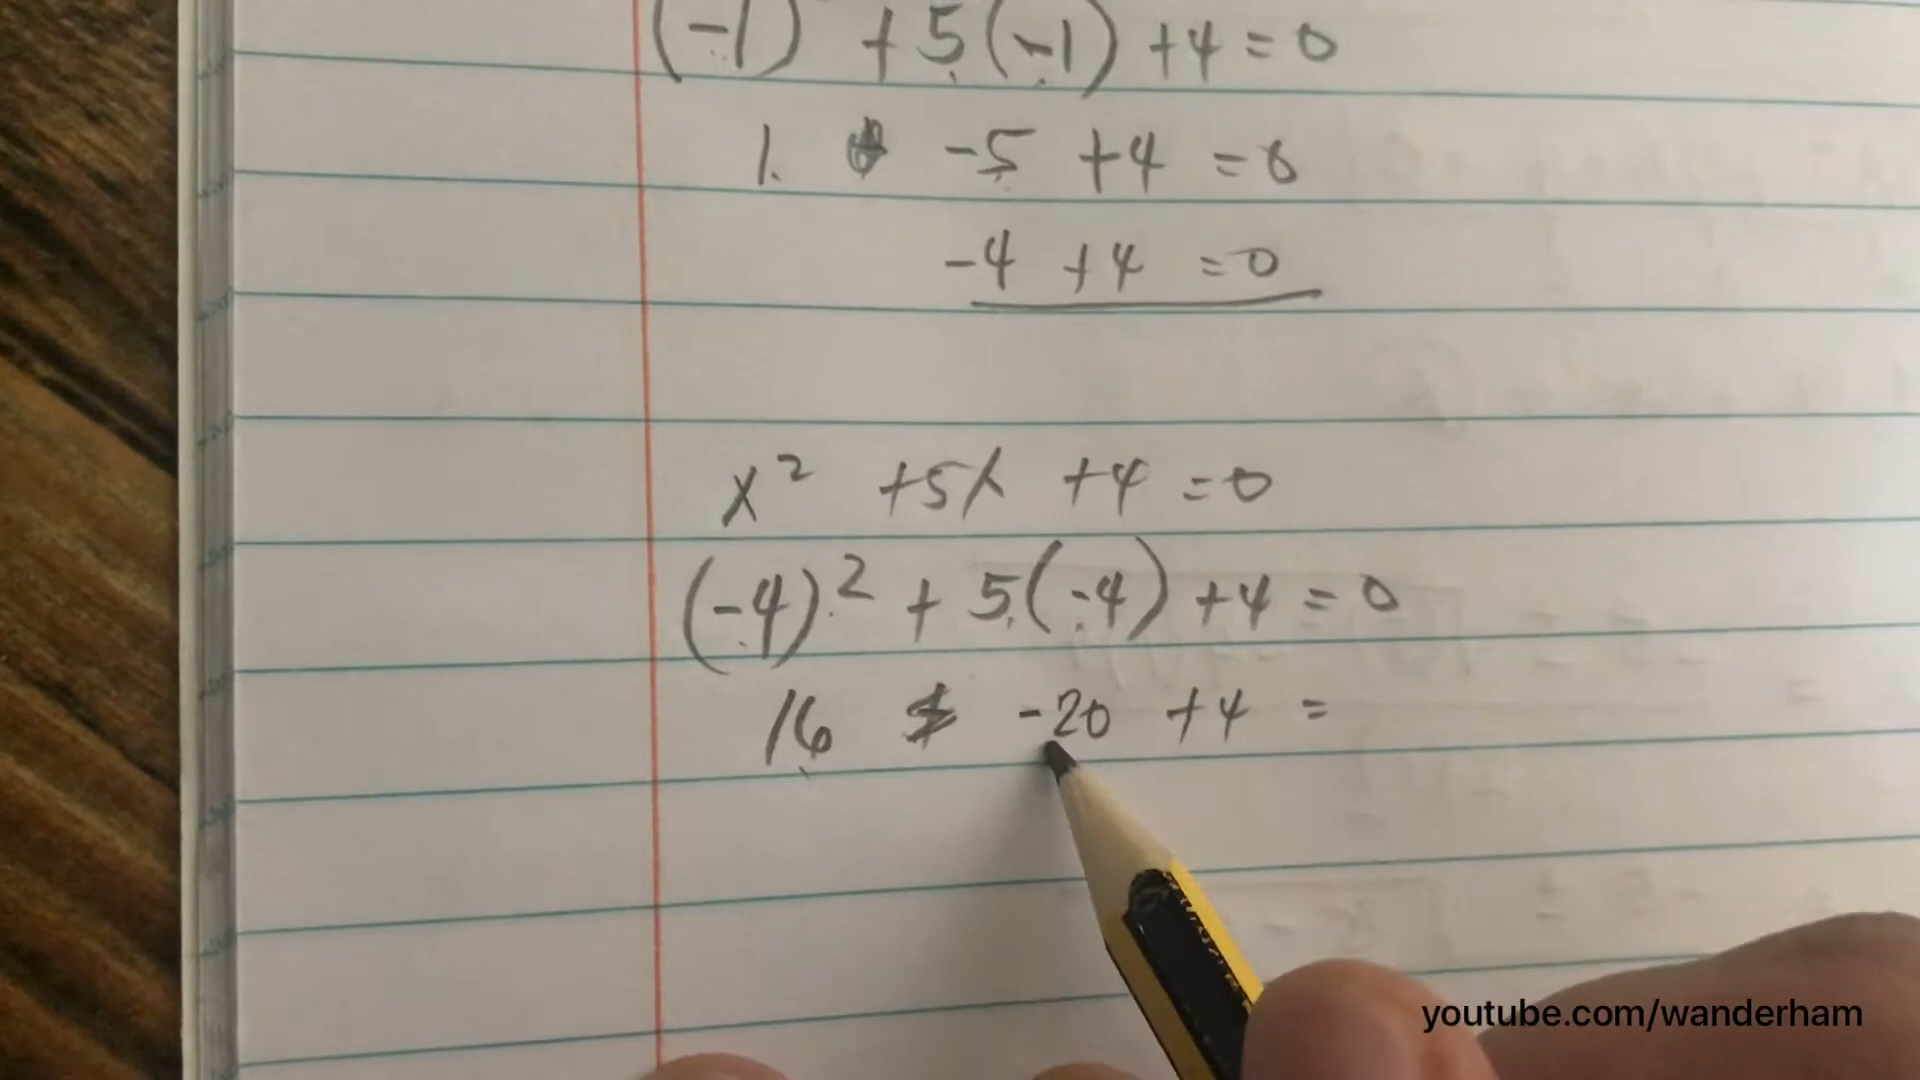 (-1) + 5(-1) + 4 = 0
1 -5 + 4 = 0
-4 + 4 = 0
x² + 5x + 4 = 0
(-4)² + 5(-4) + 4 = 0
16 -20 + 4 =
youtube.com/wanderham